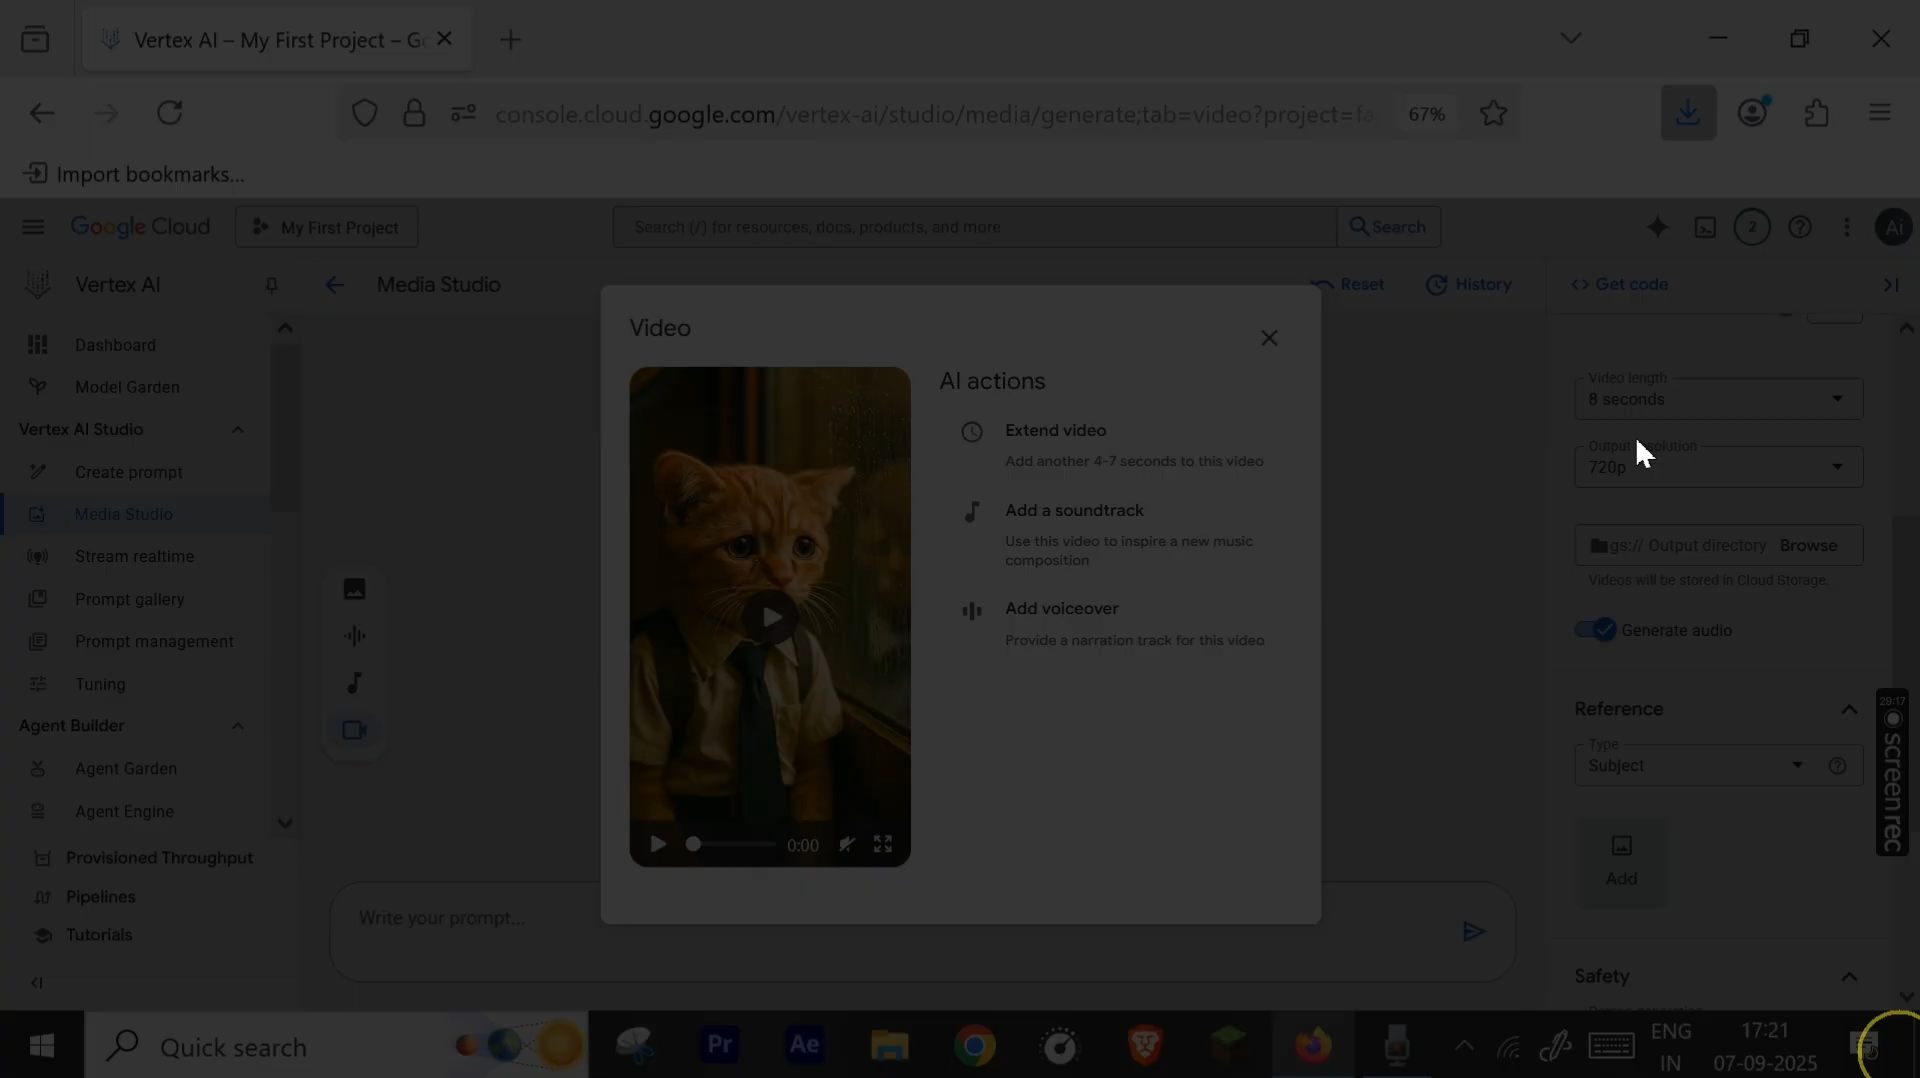 Vertex AI – My First Project – G
console.cloud.google.com/vertex-ai/studio/media/generate;tab=video?project=fa
67%
Import bookmarks...
Google Cloud
My First Project
Search (/) for resources, docs, products, and more
Search
2
Ai
Vertex AI
Media Studio
Reset
History
<> Get code
Dashboard
Model Garden
Vertex AI Studio
Create prompt
Media Studio
Stream realtime
Prompt gallery
Prompt management
Tuning
Agent Builder
Agent Garden
Agent Engine
Provisioned Throughput
Pipelines
Tutorials
Video
0:00
AI actions
Extend video
Add another 4-7 seconds to this video
Add a soundtrack
Use this video to inspire a new music
composition
Add voiceover
Provide a narration track for this video
Write your prompt...
Video length
8 seconds
Output resolution
720p
gs:// Output directory Browse
Videos will be stored in Cloud Storage.
Generate audio
Reference
Type
Subject
Add
Safety
29:17
screenrec
Quick search
Pr
Ae
ENG
IN
17:21
07-09-2025